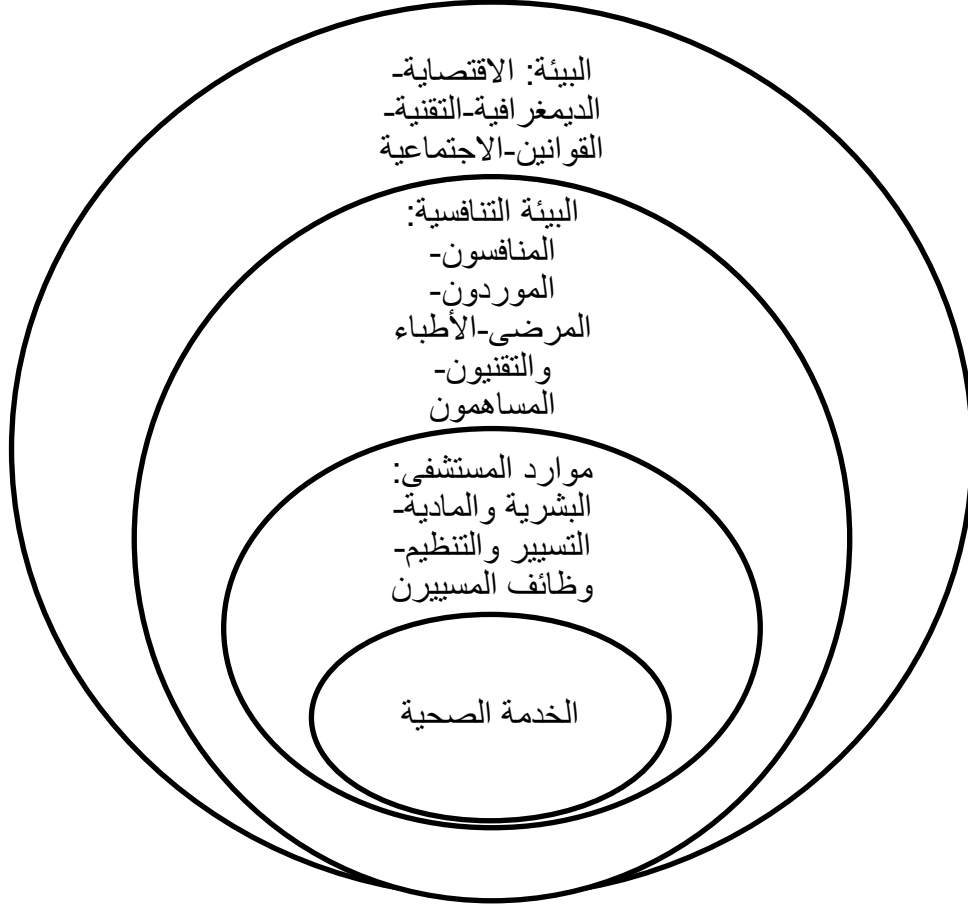 البيئة: الاقتصاية-
الديمغرافية-التقنية-
القوانين-الاجتماعية
البيئة التنافسية:
المنافسون-
الموردون-
المرضى-الأطباء
والتقنيون-
المساهمون
موارد المستشفى:
البشرية والمادية-
التسيير والتنظيم-
وظائف المسييرن
الخدمة الصحية